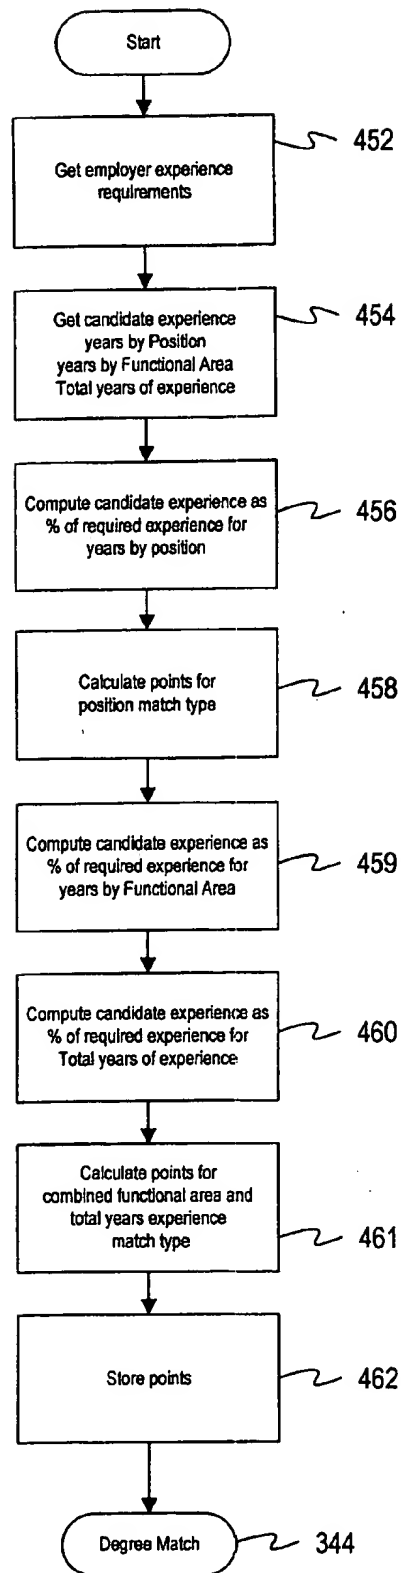 Start
Get employer experience
requirements
452
Get candidate experience
years by Position
years by Functional Area
Total years of experience
454
Compute candidate experience as
% of required experience for
years by position
456
Calculate points for
position match type
458
Compute candidate experience as
% of required experience for
years by Functional Area
459
Compute candidate experience as
% of required experience for
Total years of experience
460
Calculate points for
combined functional area and
total years experience
match type
461
Store points
462
Degree Match
344